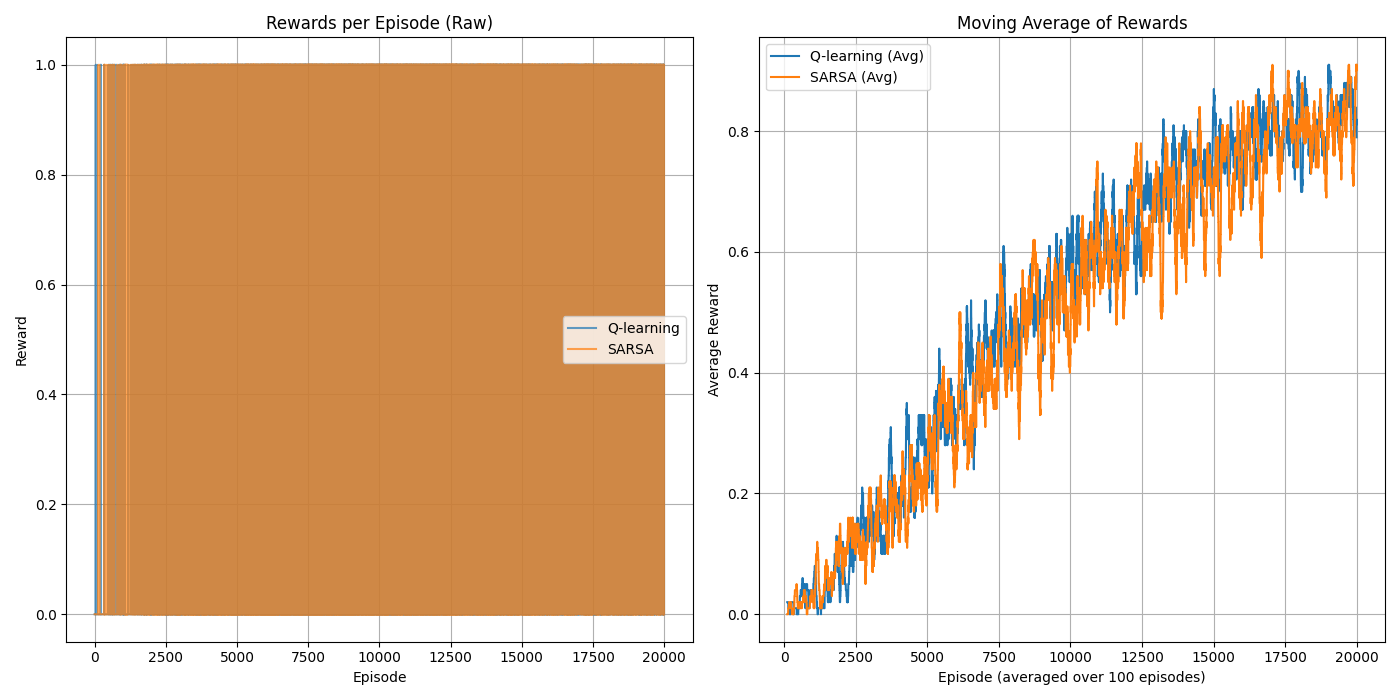 Rewards per Episode (Raw)
1.0
0.8
0.6
0.4
0.2
0.0
Reward
Q-learning
SARSA
0
2500
5000
7500
10000
12500
15000
17500
20000
Episode
Moving Average of Rewards
Q-learning (Avg)
SARSA (Avg)
0.8
0.6
0.4
0.2
0.0
Average Reward
0
2500
5000
7500
10000
12500
15000
17500
20000
Episode (averaged over 100 episodes)